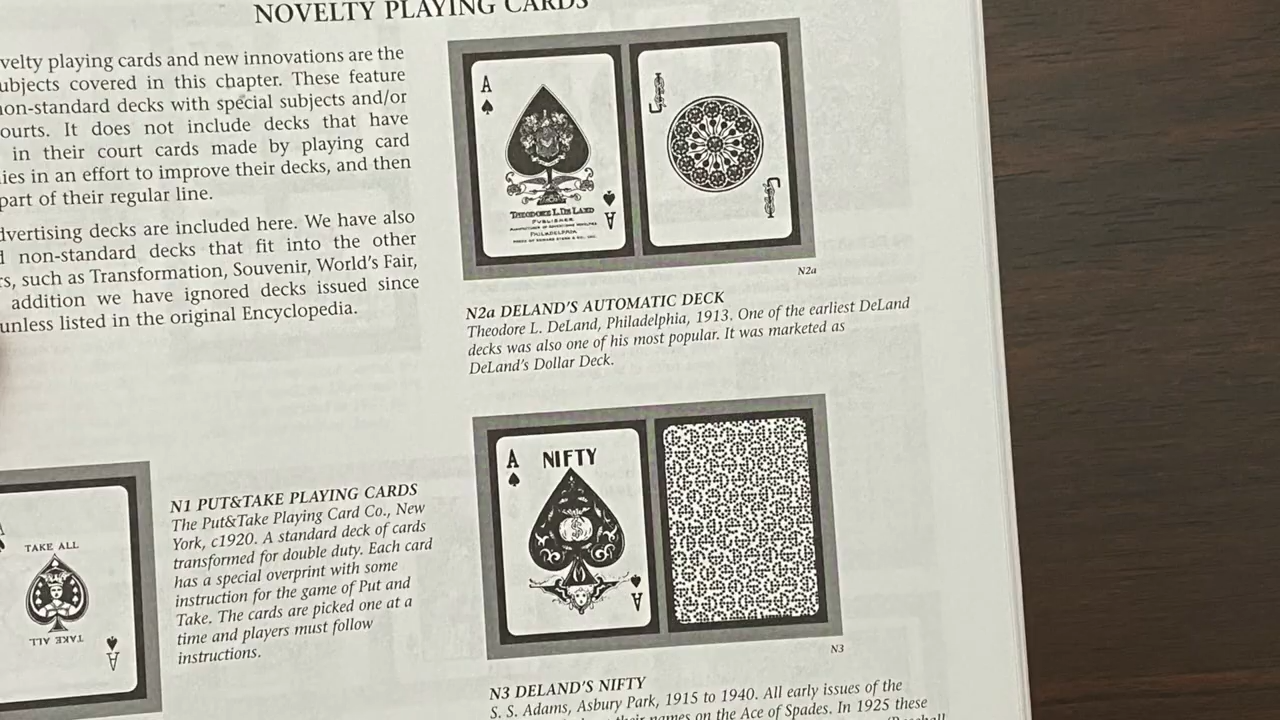 NOVELTY PLAYING CARDS
velty playing cards and new innovations are the
ubjects covered in this chapter. These feature
non-standard decks with special subjects and/or
ourts. It does not include decks that have
in their court cards made by playing card
ies in an effort to improve their decks, and then
part of their regular line.
dvertising decks are included here. We have also
d non-standard decks that fit into the other
rs, such as Transformation, Souvenir, World's Fair,
addition we have ignored decks issued since
unless listed in the original Encyclopedia.
TAKE ALL
TAKE ALL
A
N1 PUT&TAKE PLAYING CARDS
The Put&Take Playing Card Co., New
York, c1920. A standard deck of cards
transformed for double duty. Each card
has a special overprint with some
instruction for the game of Put and
Take. The cards are picked one at a
time and players must follow
instructions.
A
THEODORE L. DE LAND
PUBLISHER
PHILADELPHIA
A
N2a
N2a DELAND'S AUTOMATIC DECK
Theodore L. DeLand, Philadelphia, 1913. One of the earliest DeLand
decks was also one of his most popular. It was marketed as
DeLand's Dollar Deck.
A NIFTY
$
A
N3
N3 DELAND'S NIFTY
S. S. Adams, Asbury Park, 1915 to 1940. All early issues of the
names on the Ace of Spades. In 1925 these